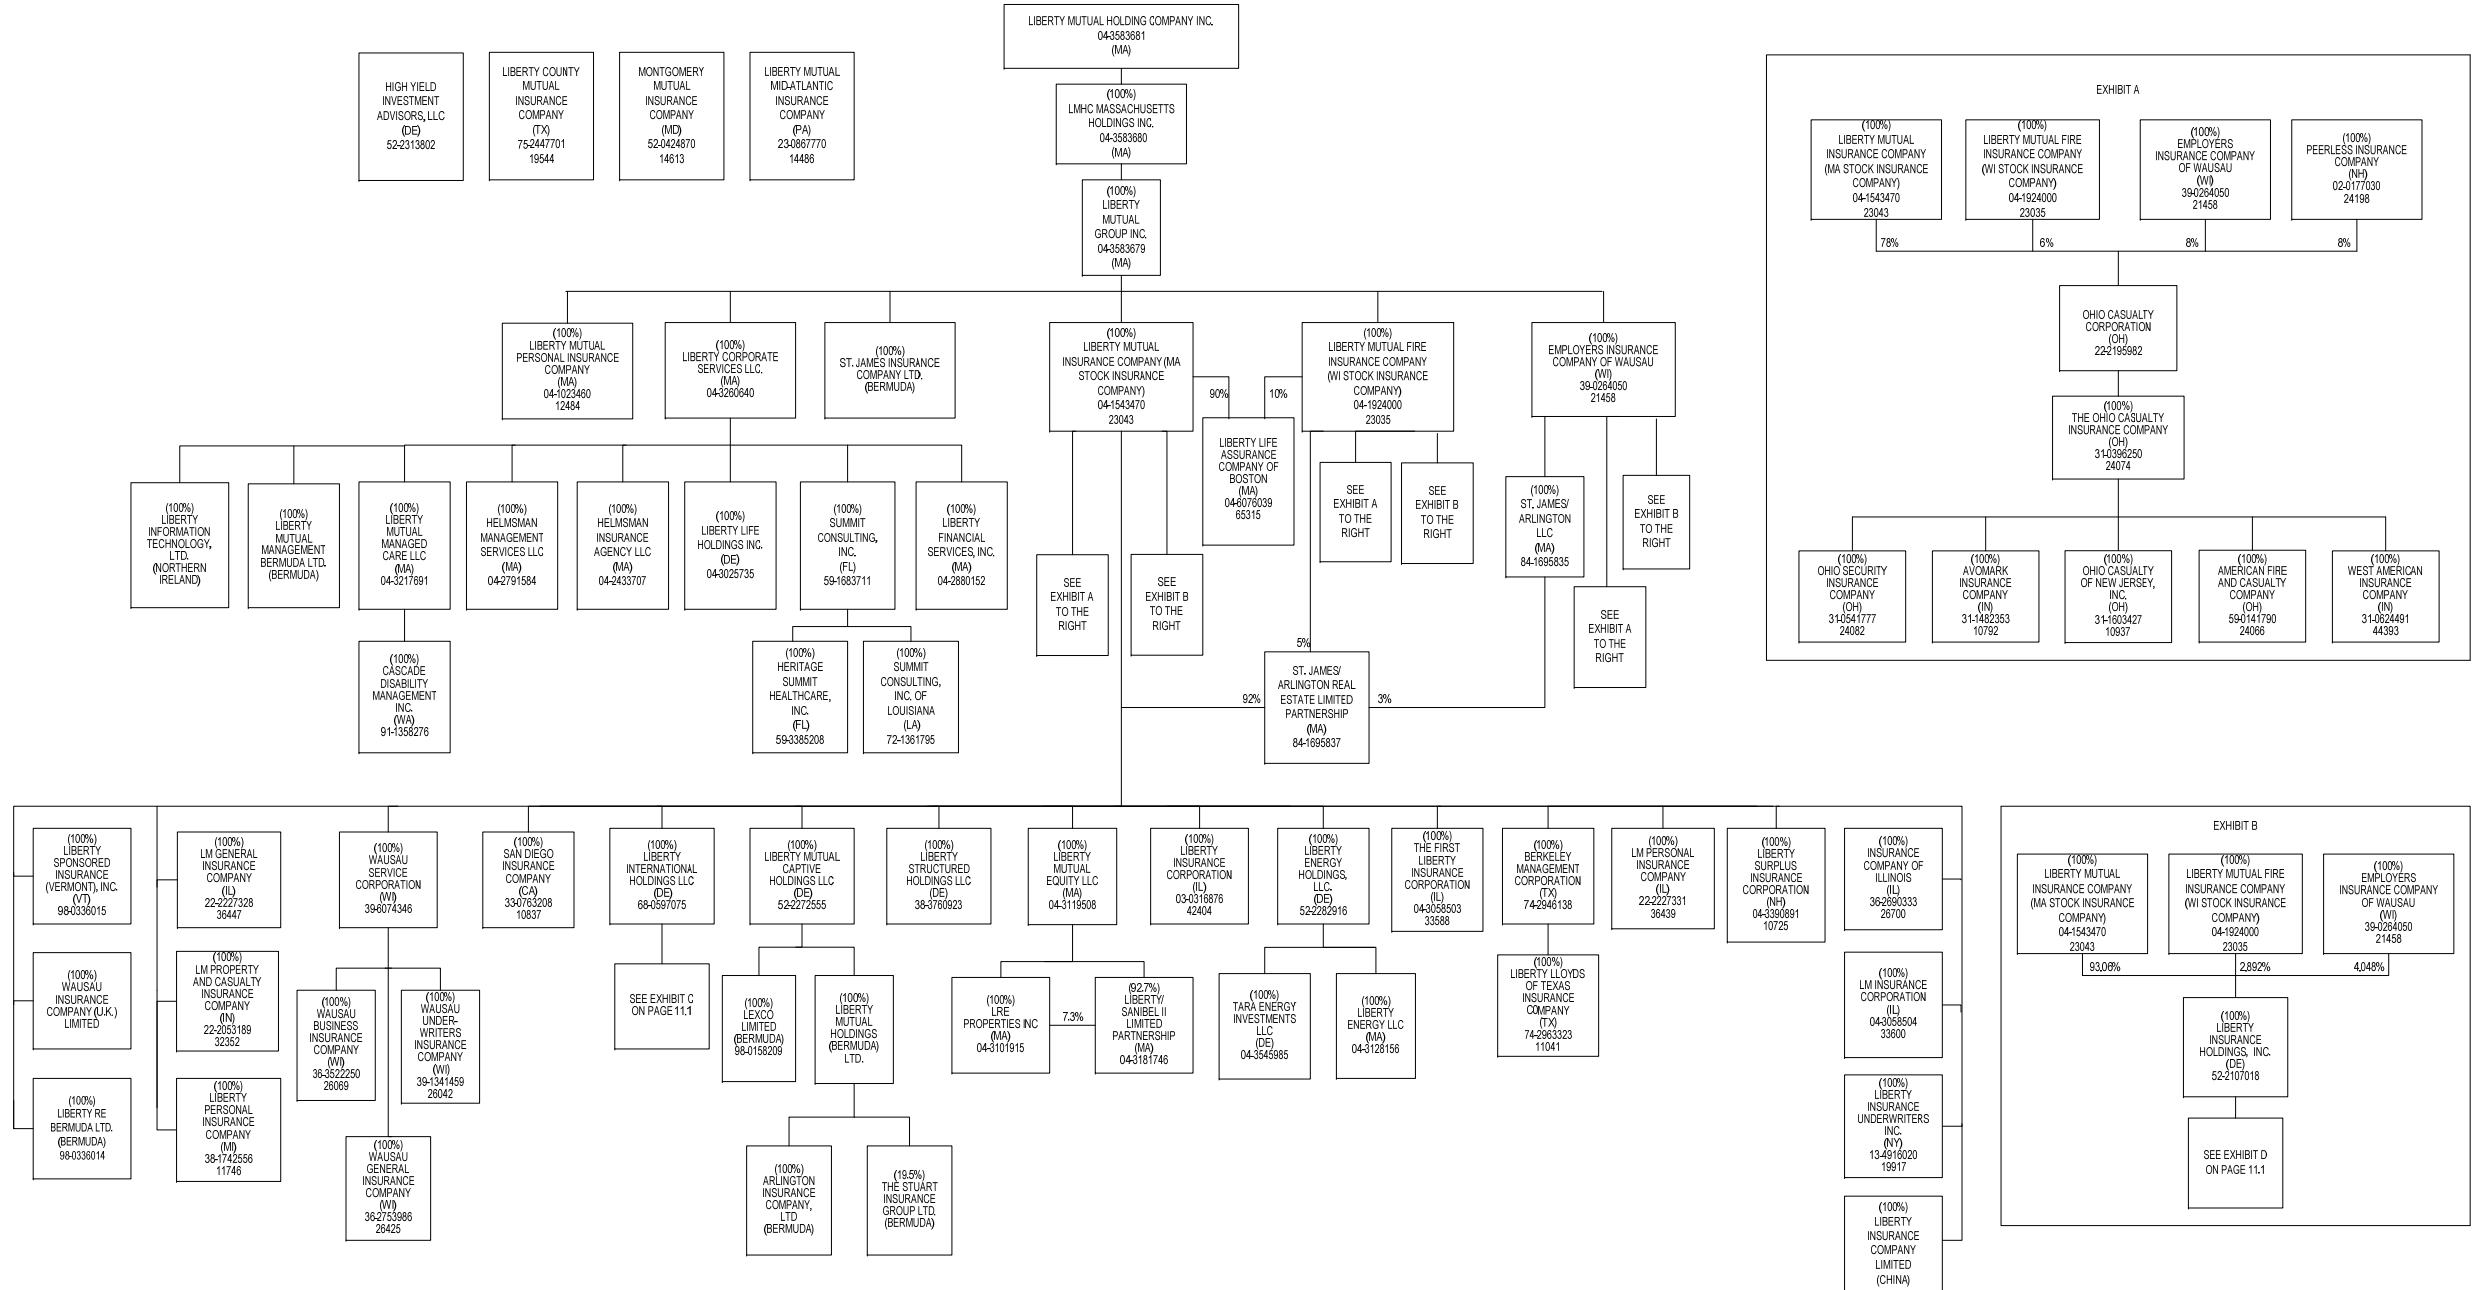 LIBERTY MUTUAL HOLDING COMPANY INC.
04-3583681
(MA)
HIGH YIELD
INVESTMENT
ADVISORS, LLC
(DE)
52-2313802
LIBERTY COUNTY
MUTUAL
INSURANCE
COMPANY
(TX)
75-2447701
19544
MONTGOMERY
MUTUAL
INSURANCE
COMPANY
(MD)
52-0424870
14613
LIBERTY MUTUAL
MID-ATLANTIC
INSURANCE
COMPANY
(PA)
23-0867770
14486
(100%)
LMHC MASSACHUSETTS
HOLDINGS INC.
04-3583680
(MA)
(100%)
LIBERTY
MUTUAL
GROUP INC.
04-3583679
(MA)
(100%)
LIBERTY MUTUAL
PERSONAL INSURANCE
COMPANY
(MA)
04-1023460
12484
(100%)
LIBERTY CORPORATE
SERVICES LLC.
(MA)
04-3260640
(100%)
ST. JAMES INSURANCE
COMPANY LTD.
(BERMUDA)
(100%)
LIBERTY MUTUAL
INSURANCE COMPANY (MA
STOCK INSURANCE
COMPANY)
04-1543470
23043
(100%)
LIBERTY MUTUAL FIRE
INSURANCE COMPANY
(WI STOCK INSURANCE
COMPANY)
04-1924000
23035
(100%)
EMPLOYERS INSURANCE
COMPANY OF WAUSAU
(WI)
39-0264050
21458
90%
10%
LIBERTY LIFE
ASSURANCE
COMPANY OF
BOSTON
(MA)
04-6076039
65315
SEE
EXHIBIT A
TO THE
RIGHT
SEE
EXHIBIT B
TO THE
RIGHT
(100%)
ST. JAMES/
ARLINGTON
LLC
(MA)
84-1695835
SEE
EXHIBIT B
TO THE
RIGHT
(100%)
LIBERTY
INFORMATION
TECHNOLOGY,
LTD.
(NORTHERN
IRELAND)
(100%)
LIBERTY
MUTUAL
MANAGEMENT
BERMUDA LTD.
(BERMUDA)
(100%)
LIBERTY
MUTUAL
MANAGED
CARE LLC
(MA)
04-3217691
(100%)
HELMSMAN
MANAGEMENT
SERVICES LLC
(MA)
04-2791584
(100%)
HELMSMAN
INSURANCE
AGENCY LLC
(MA)
04-2433707
(100%)
LIBERTY LIFE
HOLDINGS INC.
(DE)
04-3025735
(100%)
SUMMIT
CONSULTING,
INC.
(FL)
59-1683711
(100%)
LIBERTY
FINANCIAL
SERVICES, INC.
(MA)
04-2880152
SEE
EXHIBIT A
TO THE
RIGHT
SEE
EXHIBIT B
TO THE
RIGHT
SEE
EXHIBIT A
TO THE
RIGHT
(100%)
CASCADE
DISABILITY
MANAGEMENT
INC.
(WA)
91-1358276
(100%)
HERITAGE
SUMMIT
HEALTHCARE,
INC.
(FL)
59-3385208
(100%)
SUMMIT
CONSULTING,
INC. OF
LOUISIANA
(LA)
72-1361795
5%
92%
3%
ST. JAMES/
ARLINGTON REAL
ESTATE LIMITED
PARTNERSHIP
(MA)
84-1695837
EXHIBIT A
(100%)
LIBERTY MUTUAL
INSURANCE COMPANY
(MA STOCK INSURANCE
COMPANY)
04-1543470
23043
(100%)
LIBERTY MUTUAL FIRE
INSURANCE COMPANY
(WI STOCK INSURANCE
COMPANY)
04-1924000
23035
(100%)
EMPLOYERS
INSURANCE COMPANY
OF WAUSAU
(WI)
39-0264050
21458
(100%)
PEERLESS INSURANCE
COMPANY
(NH)
02-0177030
24198
78%
6%
8%
8%
OHIO CASUALTY
CORPORATION
(OH)
22-2195982
(100%)
THE OHIO CASUALTY
INSURANCE COMPANY
(OH)
31-0396250
24074
(100%)
OHIO SECURITY
INSURANCE
COMPANY
(OH)
31-0541777
24082
(100%)
AVOMARK
INSURANCE
COMPANY
(IN)
31-1482353
10792
(100%)
OHIO CASUALTY
OF NEW JERSEY,
INC.
(OH)
31-1603427
10937
(100%)
AMERICAN FIRE
AND CASUALTY
COMPANY
(OH)
59-0141790
24066
(100%)
WEST AMERICAN
INSURANCE
COMPANY
(IN)
31-0624491
44393
(100%)
LIBERTY
SPONSORED
INSURANCE
(VERMONT), INC.
(VT)
98-0336015
(100%)
WAUSAU
INSURANCE
COMPANY (U.K.)
LIMITED
(100%)
LIBERTY RE
BERMUDA LTD.
(BERMUDA)
98-0336014
(100%)
LM GENERAL
INSURANCE
COMPANY
(IL)
22-2227328
36447
(100%)
LM PROPERTY
AND CASUALTY
INSURANCE
COMPANY
(IN)
22-2053189
32352
(100%)
LIBERTY
PERSONAL
INSURANCE
COMPANY
(MI)
38-1742556
11746
(100%)
WAUSAU
SERVICE
CORPORATION
(WI)
39-6074346
(100%)
WAUSAU
BUSINESS
INSURANCE
COMPANY
(WI)
36-3522250
26069
(100%)
WAUSAU
UNDER-
WRITERS
INSURANCE
COMPANY
(WI)
39-1341459
26042
(100%)
WAUSAU
GENERAL
INSURANCE
COMPANY
(WI)
36-2753986
26425
(100%)
SAN DIEGO
INSURANCE
COMPANY
(CA)
33-0763208
10837
(100%)
LIBERTY
INTERNATIONAL
HOLDINGS LLC
(DE)
68-0597075
SEE EXHIBIT C
ON PAGE 11.1
(100%)
LIBERTY MUTUAL
CAPTIVE
HOLDINGS LLC
(DE)
52-2272555
(100%)
LEXCO
LIMITED
(BERMUDA)
98-0158209
(100%)
LIBERTY
MUTUAL
HOLDINGS
(BERMUDA)
LTD.
(100%)
ARLINGTON
INSURANCE
COMPANY,
LTD
(BERMUDA)
(19.5%)
THE STUART
INSURANCE
GROUP LTD.
(BERMUDA)
(100%)
LIBERTY
STRUCTURED
HOLDINGS LLC
(DE)
38-3760923
(100%)
LIBERTY
MUTUAL
EQUITY LLC
(MA)
04-3119508
(100%)
LRE
PROPERTIES INC
(MA)
04-3101915
7.3%
(92.7%)
LIBERTY/
SANIBEL II
LIMITED
PARTNERSHIP
(MA)
04-3181746
(100%)
LIBERTY
INSURANCE
CORPORATION
(IL)
03-0316876
42404
(100%)
LIBERTY
ENERGY
HOLDINGS,
LLC.
(DE)
52-2282916
(100%)
TARA ENERGY
INVESTMENTS
LLC
(DE)
04-3545985
(100%)
LIBERTY
ENERGY LLC
(MA)
04-3128156
(100%)
THE FIRST
LIBERTY
INSURANCE
CORPORATION
(IL)
04-3058503
33588
(100%)
BERKELEY
MANAGEMENT
CORPORATION
(TX)
74-2946138
(100%)
LIBERTY LLOYDS
OF TEXAS
INSURANCE
COMPANY
(TX)
74-2963323
11041
(100%)
LM PERSONAL
INSURANCE
COMPANY
(IL)
22-2227331
36439
(100%)
LIBERTY
SURPLUS
INSURANCE
CORPORATION
(NH)
04-3390891
10725
(100%)
INSURANCE
COMPANY OF
ILLINOIS
(IL)
36-2690333
26700
(100%)
LM INSURANCE
CORPORATION
(IL)
04-3058504
33600
(100%)
LIBERTY
INSURANCE
UNDERWRITERS
INC.
(NY)
13-4916020
19917
(100%)
LIBERTY
INSURANCE
COMPANY
LIMITED
(CHINA)
EXHIBIT B
(100%)
LIBERTY MUTUAL
INSURANCE COMPANY
(MA STOCK INSURANCE
COMPANY)
04-1543470
23043
(100%)
LIBERTY MUTUAL FIRE
INSURANCE COMPANY
(WI STOCK INSURANCE
COMPANY)
04-1924000
23035
(100%)
EMPLOYERS
INSURANCE COMPANY
OF WAUSAU
(WI)
39-0264050
21458
93.06%
2.892%
4.048%
(100%)
LIBERTY
INSURANCE
HOLDINGS, INC.
(DE)
52-2107018
SEE EXHIBIT D
ON PAGE 11.1